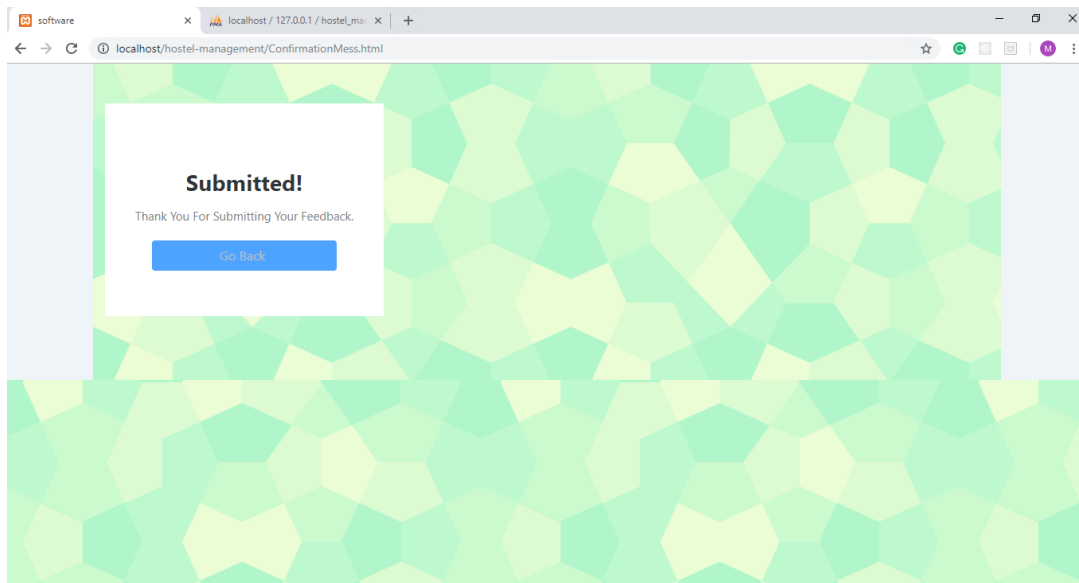 software
localhost / 127.0.0.1 / hostel_mar
localhost/hostel-management/ConfirmationMess.html
M
Submitted!
Thank You For Submitting Your Feedback.
Go Back